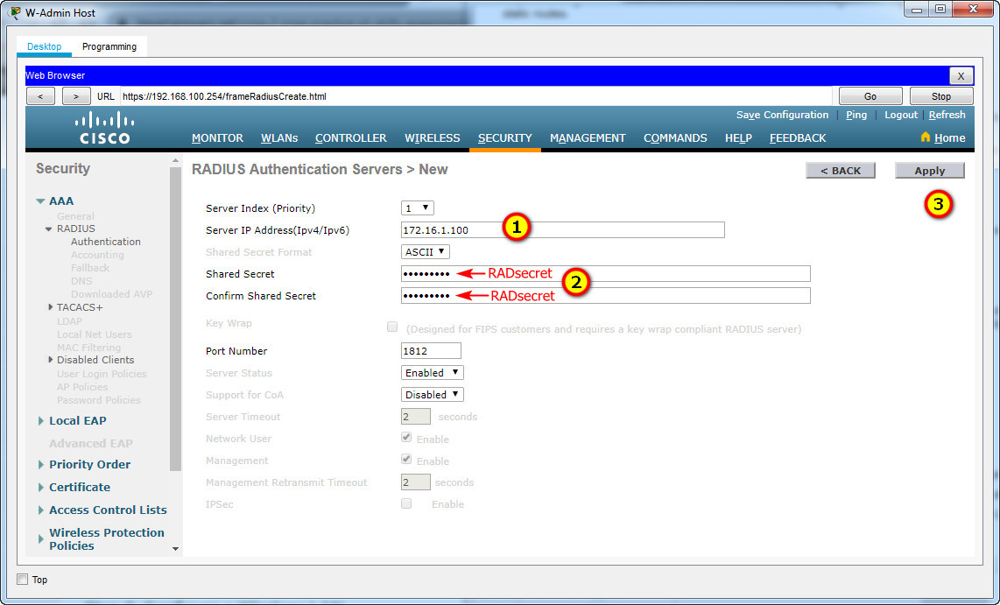 W-Admin Host
Desktop Programming
Web Browser X
< > URL https://192.168.100.254/frameRadiusCreate.html Go Stop
Save Configuration | Ping | Logout | Refresh
CISCO
MONITOR WLANs CONTROLLER WIRELESS SECURITY MANAGEMENT COMMANDS HELP FEEDBACK Home
Security
AAA
General
RADIUS
Authentication
Accounting
Fallback
DNS
Downloaded AVP
TACACS+
LDAP
Local Net Users
MAC Filtering
Disabled Clients
User Login Policies
AP Policies
Password Policies
Local EAP
Advanced EAP
Priority Order
Certificate
Access Control Lists
Wireless Protection
Policies
RADIUS Authentication Servers > New < BACK Apply
3
Server Index (Priority) 1
Server IP Address(Ipv4/Ipv6) 172.16.1.100 1
Shared Secret Format ASCII
Shared Secret ••••••••• RADsecret
2
Confirm Shared Secret ••••••••• RADsecret
Key Wrap (Designed for FIPS customers and requires a key wrap compliant RADIUS server)
Port Number 1812
Server Status Enabled
Support for CoA Disabled
Server Timeout 2 seconds
Network User Enable
Management Enable
Management Retransmit Timeout 2 seconds
IPSec Enable
Top